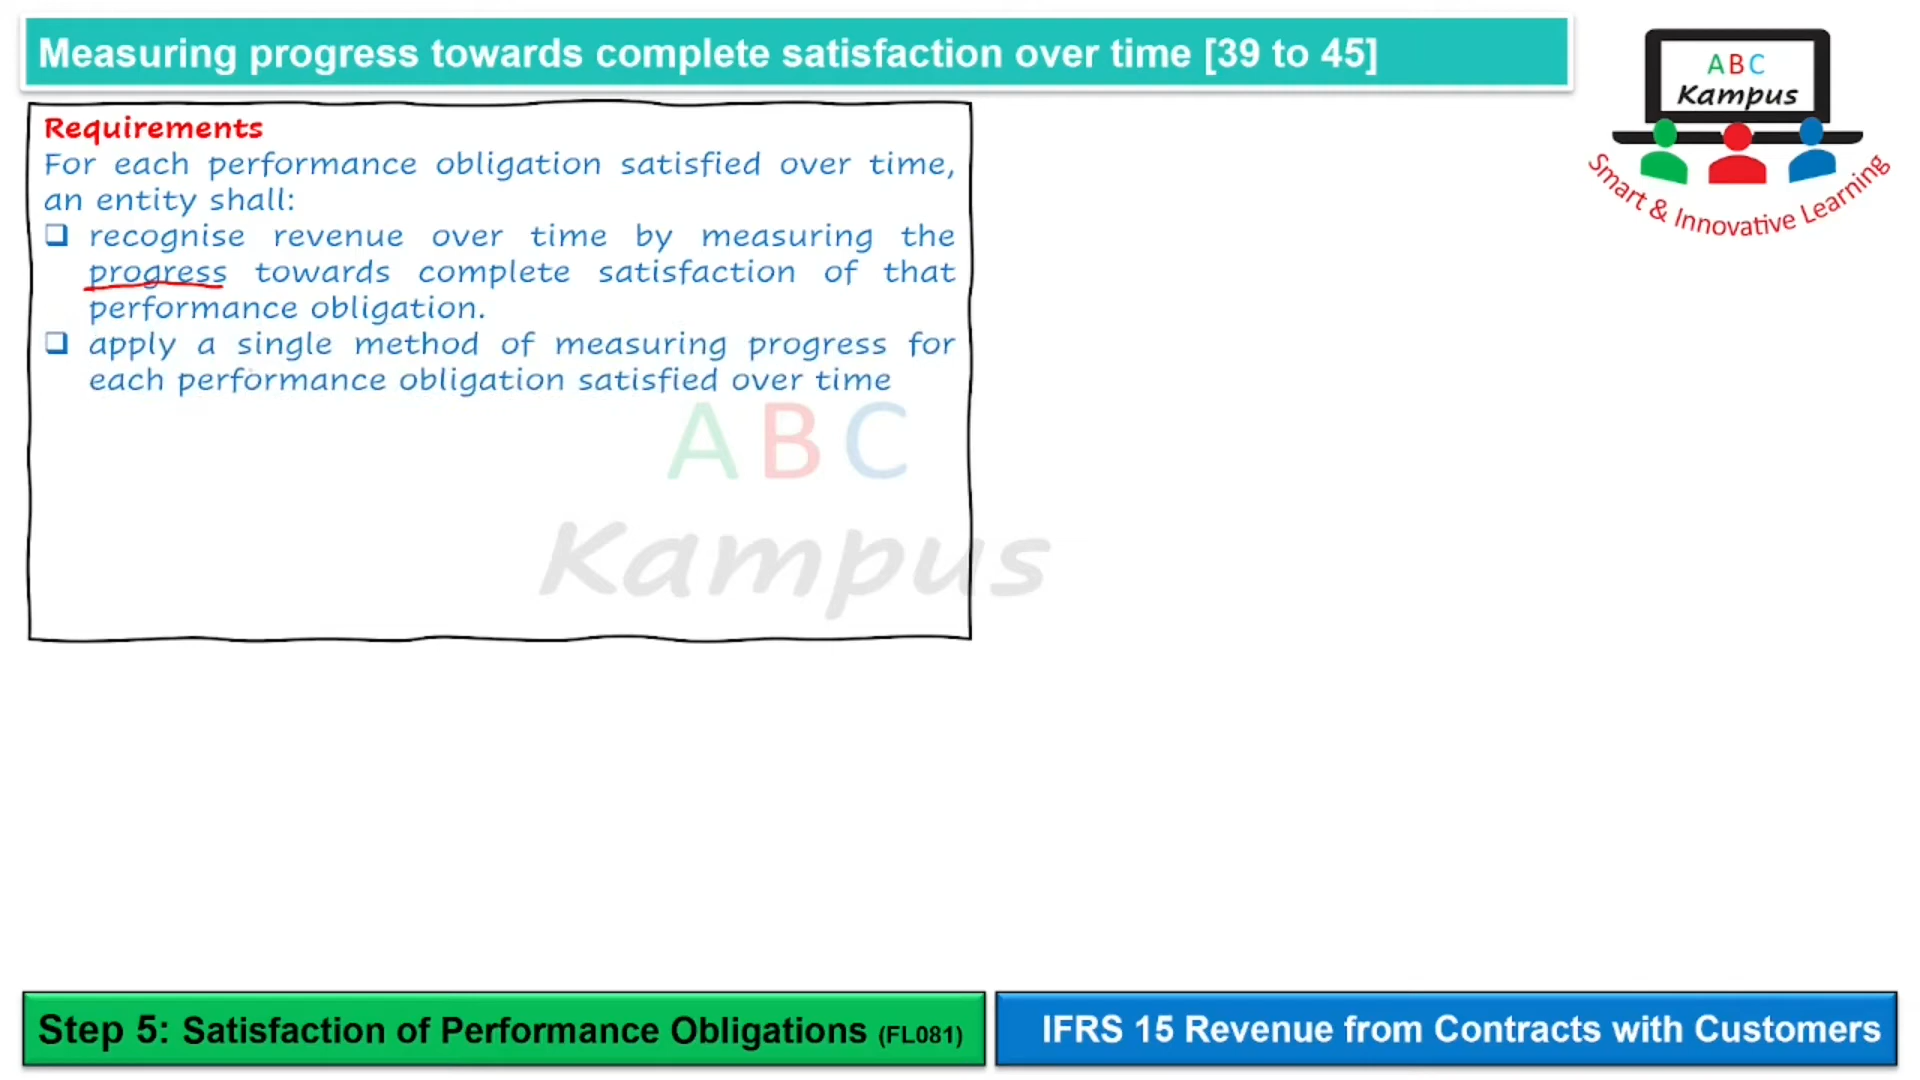 Measuring progress towards complete satisfaction over time [39 to 45]
ABC
Kampus
Smart & Innovative Learning
Requirements
For each performance obligation satisfied over time,
an entity shall:
recognise revenue over time by measuring the
progress towards complete satisfaction of that
performance obligation.
apply a single method of measuring progress for
each performance obligation satisfied over time
ABC
Kampus
Step 5: Satisfaction of Performance Obligations (FL081)
IFRS 15 Revenue from Contracts with Customers